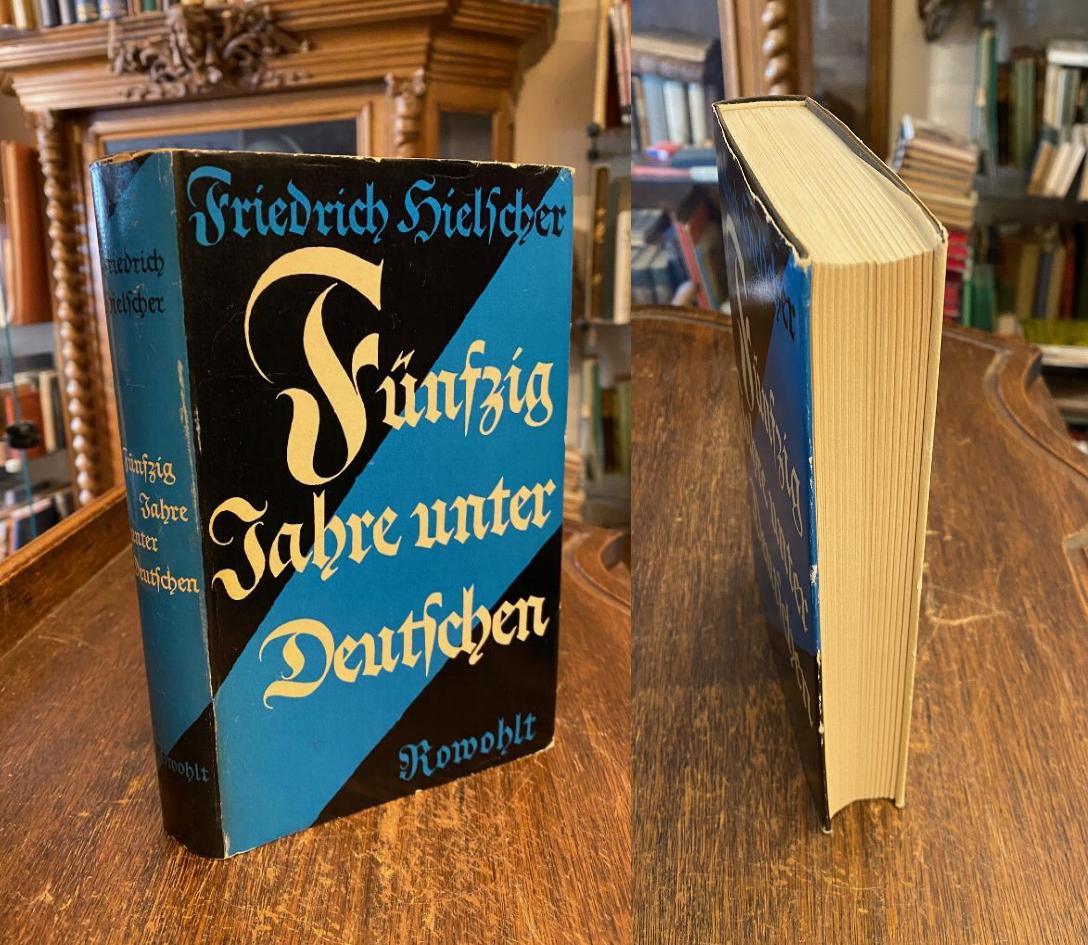 Friedrich Hielscher
Fünfzig
Jahre unter
Deutschen
Rowohlt
Friedrich
Hielscher
Fünfzig
Jahre
unter
Deutschen
Rowohlt